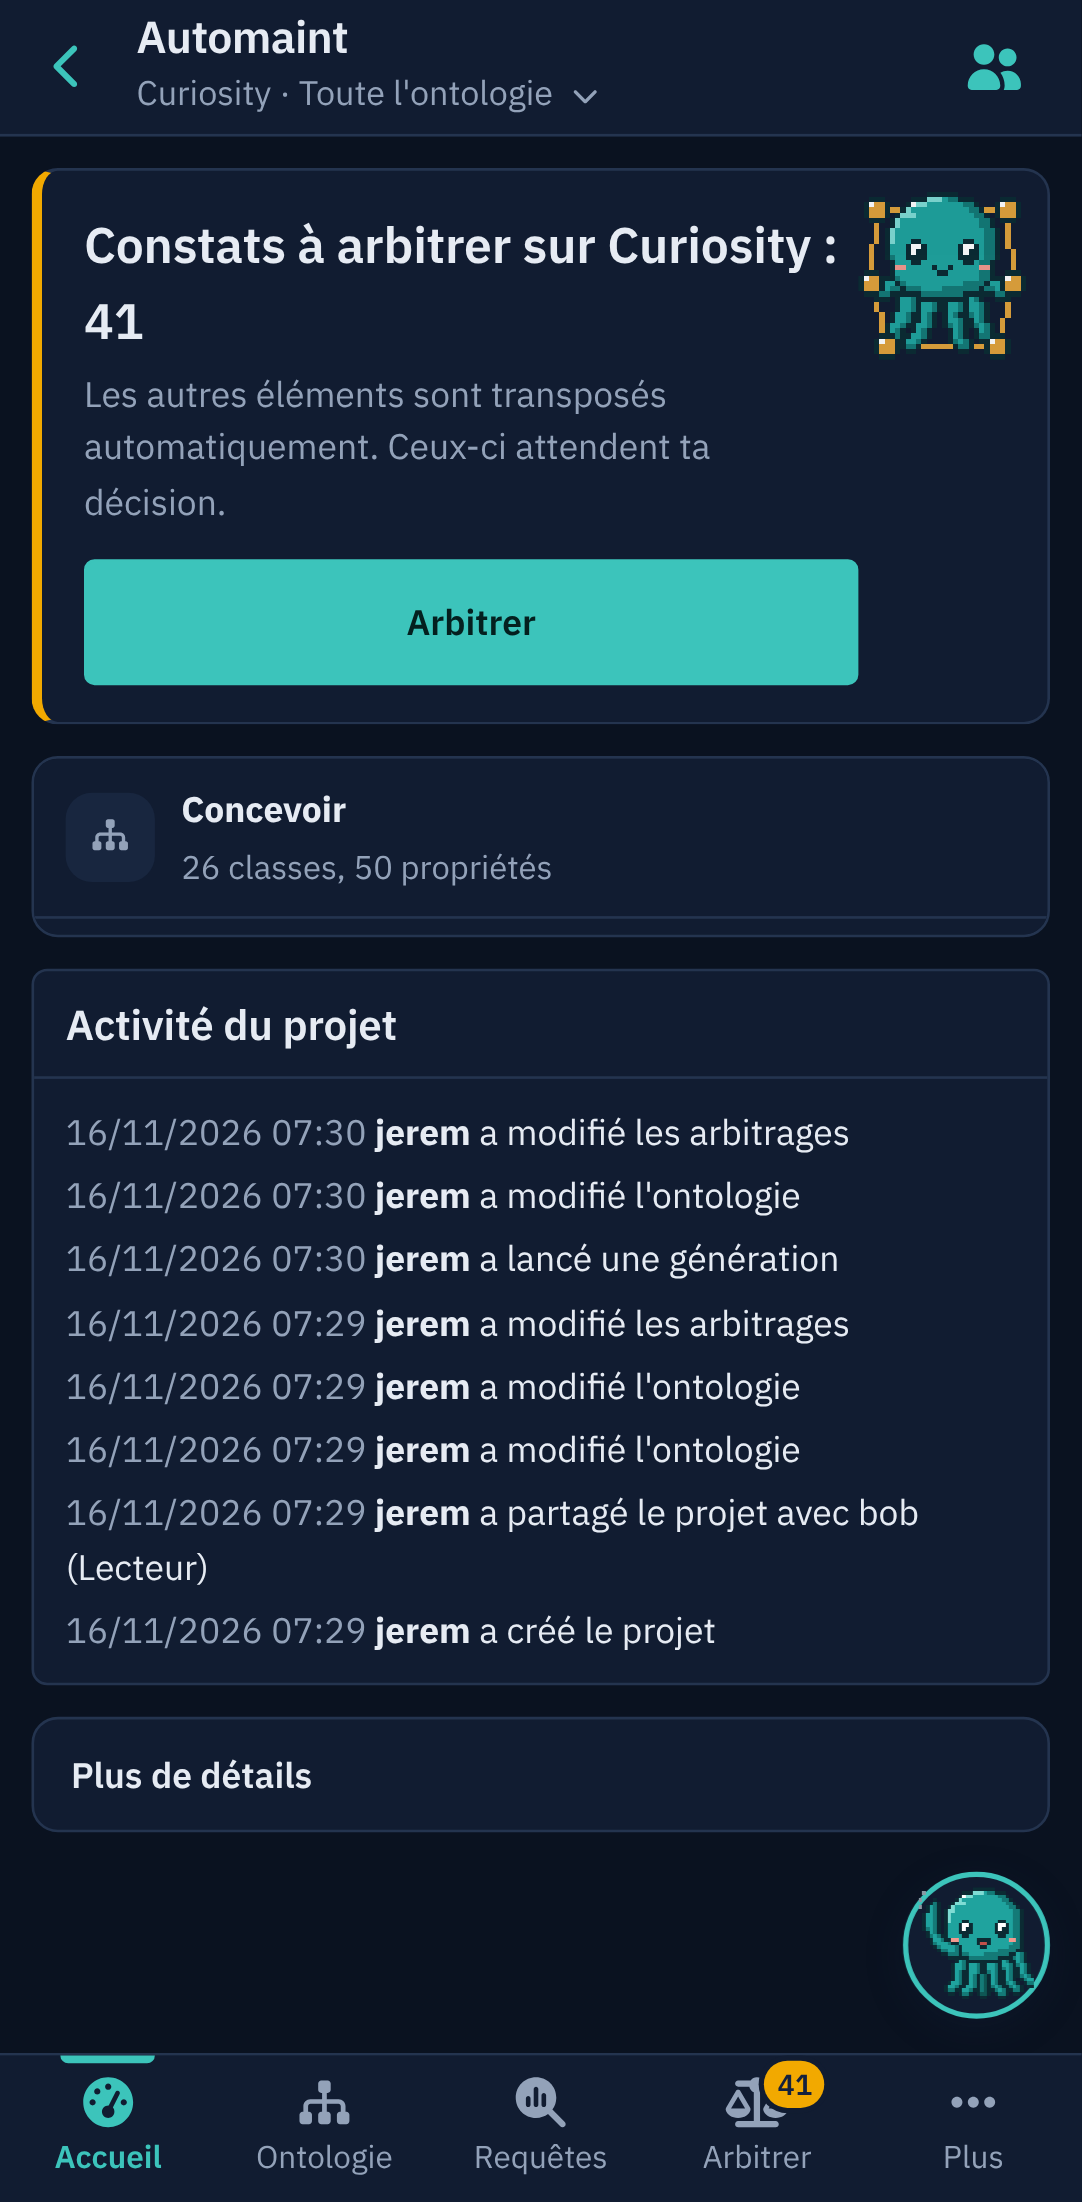 Automaint
Curiosity · Toute l'ontologie
Constats à arbitrer sur Curiosity :
41
Les autres éléments sont transposés
automatiquement. Ceux-ci attendent ta
décision.
Arbitrer
Concevoir
26 classes, 50 propriétés
Activité du projet
16/11/2026 07:30 jerem a modifié les arbitrages
16/11/2026 07:30 jerem a modifié l'ontologie
16/11/2026 07:30 jerem a lancé une génération
16/11/2026 07:29 jerem a modifié les arbitrages
16/11/2026 07:29 jerem a modifié l'ontologie
16/11/2026 07:29 jerem a modifié l'ontologie
16/11/2026 07:29 jerem a partagé le projet avec bob
(Lecteur)
16/11/2026 07:29 jerem a créé le projet
Plus de détails
41
Accueil
Ontologie
Requêtes
Arbitrer
Plus